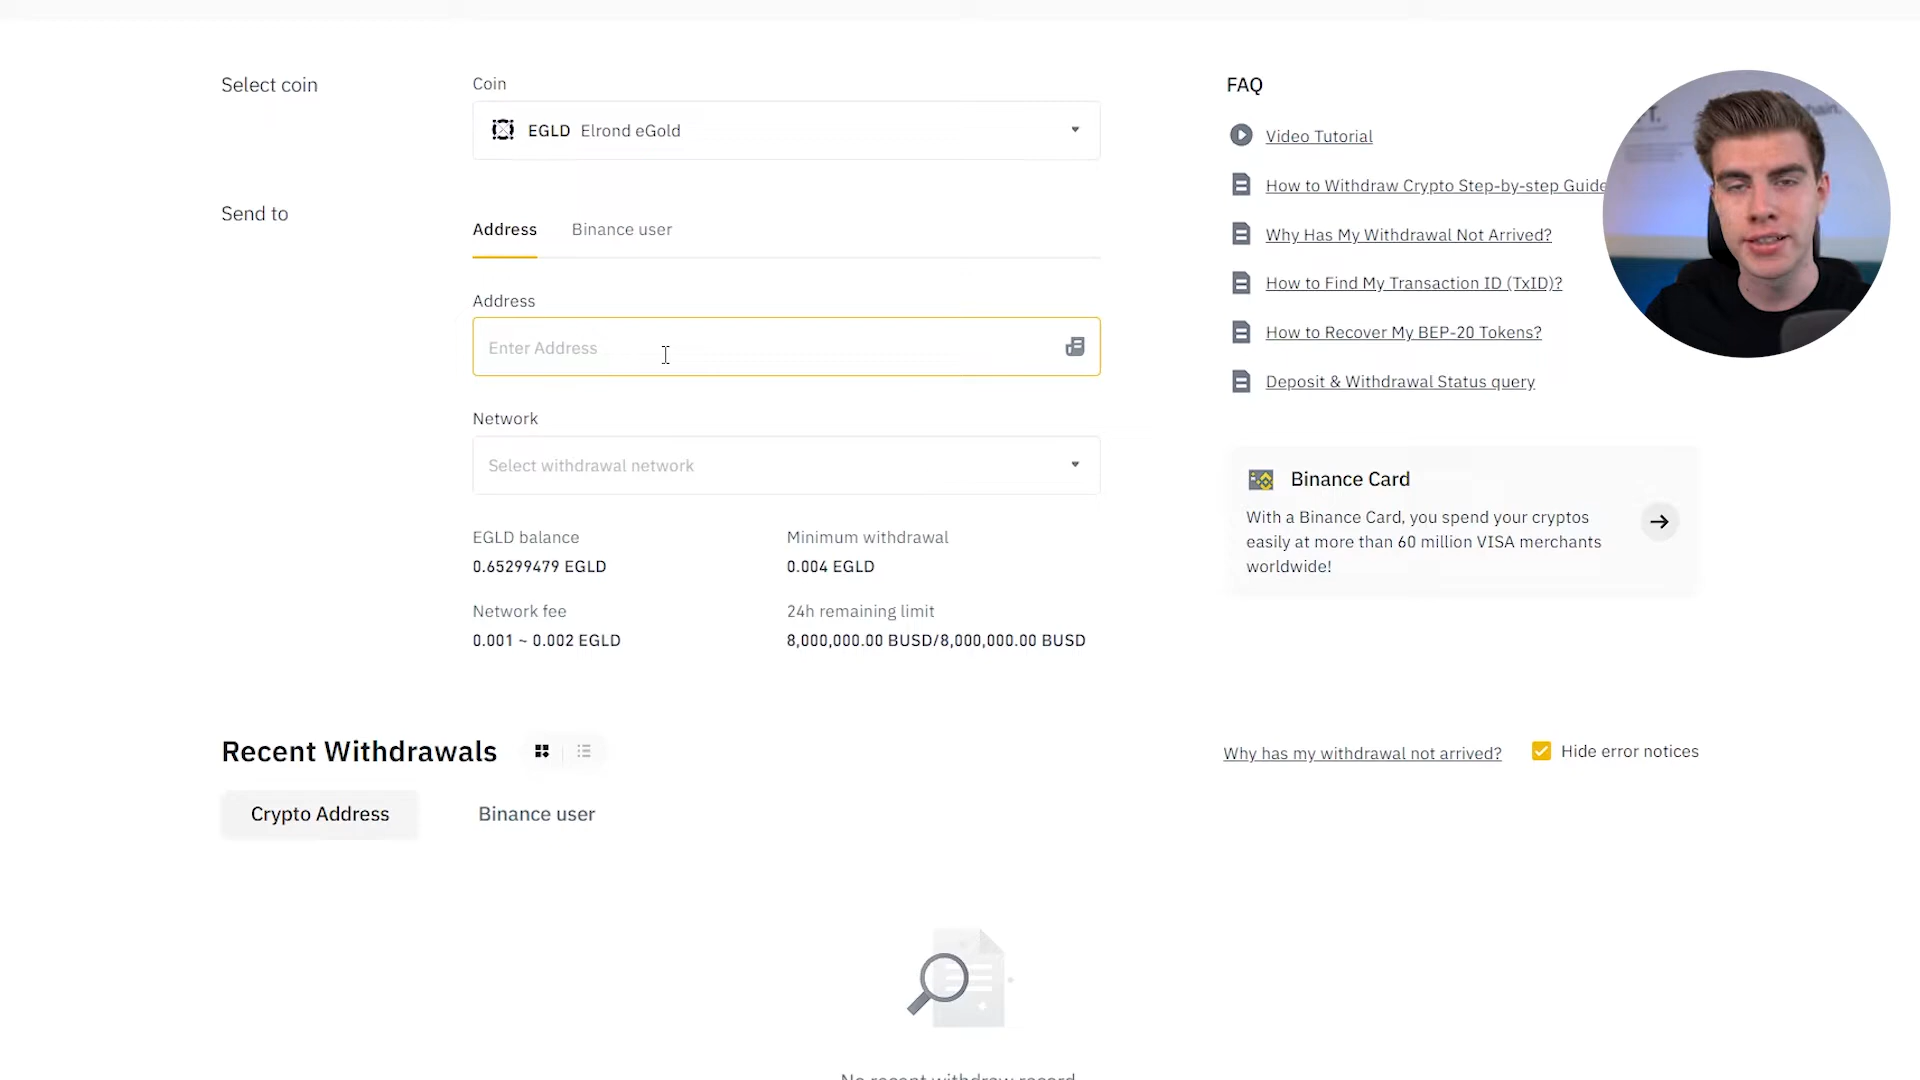 Select coin
Coin
EGLD Elrond eGold
Send to
Address Binance user
Address
Enter Address
Network
Select withdrawal network
EGLD balance
0.65299479 EGLD
Minimum withdrawal
0.004 EGLD
Network fee
0.001 ~ 0.002 EGLD
24h remaining limit
8,000,000.00 BUSD/8,000,000.00 BUSD
FAQ
Video Tutorial
How to Withdraw Crypto Step-by-step Guide
Why Has My Withdrawal Not Arrived?
How to Find My Transaction ID (TxID)?
How to Recover My BEP-20 Tokens?
Deposit & Withdrawal Status query
Binance Card
With a Binance Card, you spend your cryptos
easily at more than 60 million VISA merchants
worldwide!
Recent Withdrawals
Why has my withdrawal not arrived?
Hide error notices
Crypto Address Binance user
No recent withdraw record